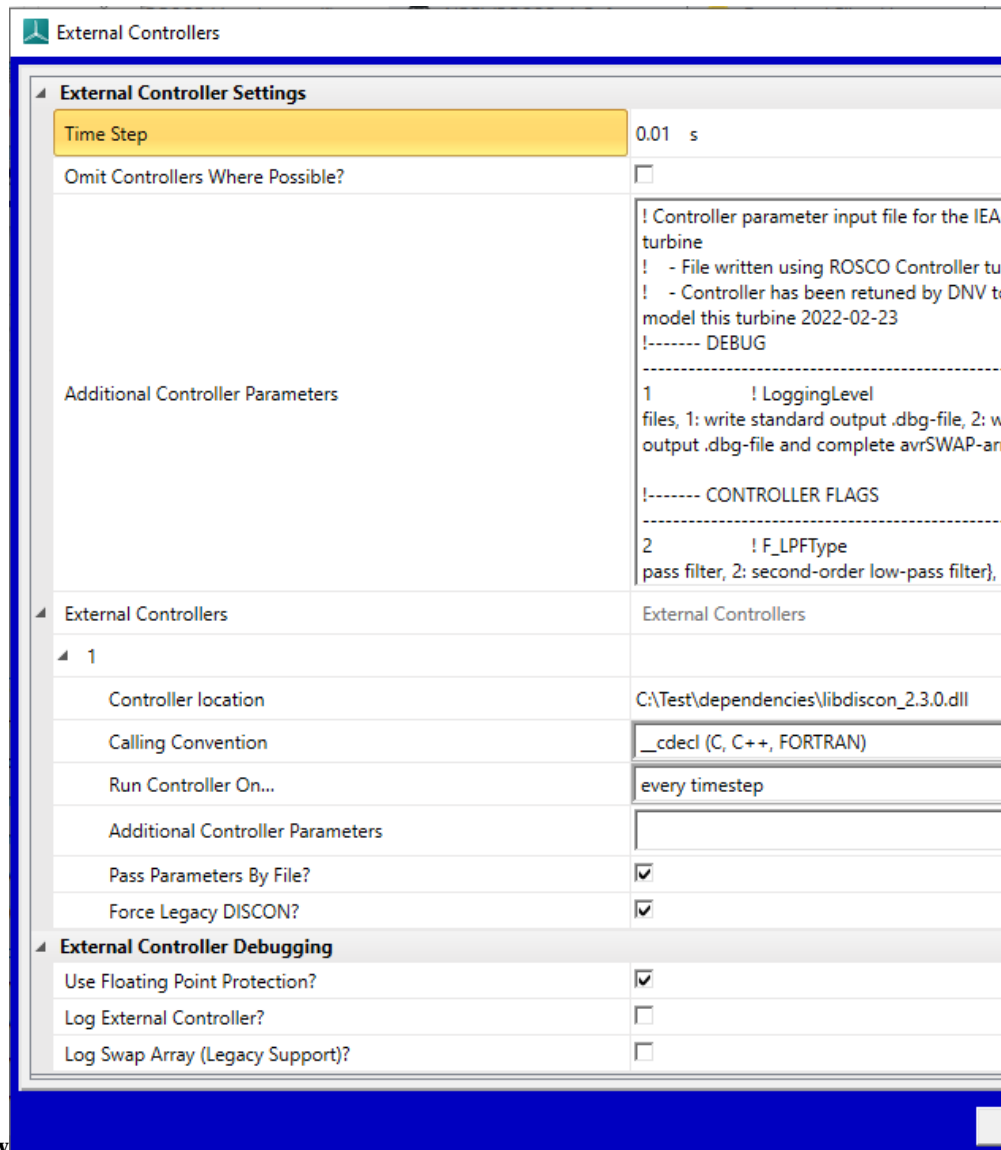 External Controllers
External Controller Settings
Time Step 0.01 s
Omit Controllers Where Possible?
Additional Controller Parameters
! Controller parameter input file for the IEA
turbine
! - File written using ROSCO Controller
! - Controller has been retuned by DNV
model this turbine 2022-02-23
!------- DEBUG
------------------------------------------------
1 ! LoggingLevel
files, 1: write standard output .dbg-file, 2:
output .dbg-file and complete
!------- CONTROLLER FLAGS
------------------------------------------------
2 ! F_LPFType
pass filter, 2: second-order low-pass filter},
External Controllers External Controllers
1
Controller location C:\Test\dependencies\libdiscon_2.3.0.dll
Calling Convention __cdecl (C, C++, FORTRAN)
Run Controller On... every timestep
Additional Controller Parameters
Pass Parameters By File?
Force Legacy DISCON?
External Controller Debugging
Use Floating Point Protection?
Log External Controller?
Log Swap Array (Legacy Support)?